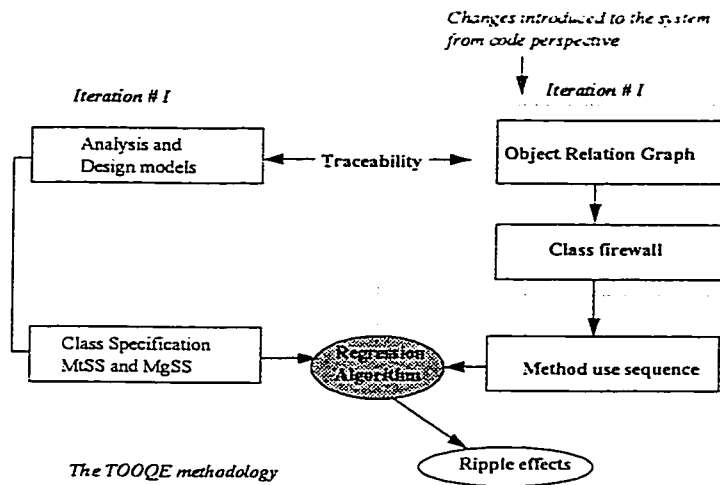 Changes introduced to the system
from code perspective
Iteration # I
Iteration # I
Analysis and
Design models
Traceability
Object Relation Graph
Class firewall
Class Specification
MtSS and MgSS
Regression
Algorithm
Method use sequence
Ripple effects
The TOOQE methodology